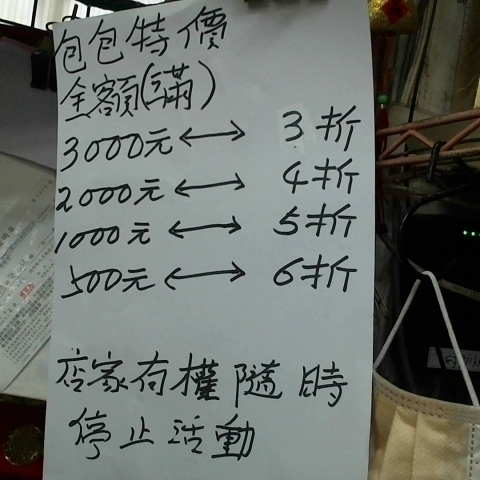 包包特價
全額(滿)
3000元↔3折
2000元↔4折
1000元↔5折
500元↔6折
店家有權隨時
停止活動